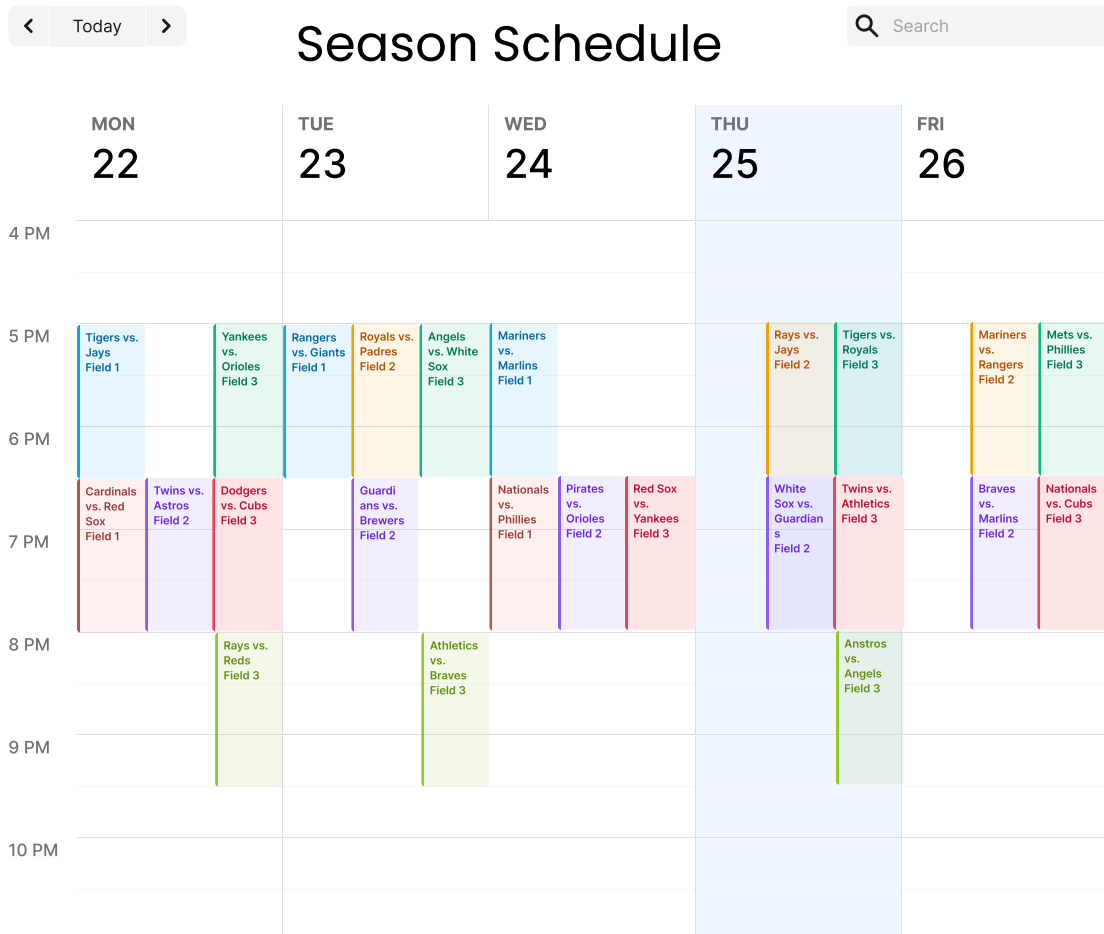 Today
Season Schedule
Search
MON
22
TUE
23
WED
24
THU
25
FRI
26
4 PM
5 PM
6 PM
7 PM
8 PM
9 PM
10 PM
Tigers vs.
Jays
Field 1
Yankees
vs.
Orioles
Field 3
Rangers
vs. Giants
Field 1
Royals vs.
Padres
Field 2
Angels
vs. White
Sox
Field 3
Mariners
vs.
Marlins
Field 1
Rays vs.
Jays
Field 2
Tigers vs.
Royals
Field 3
Mariners
vs.
Rangers
Field 2
Mets vs.
Phillies
Field 3
Cardinals
vs. Red
Sox
Field 1
Twins vs.
Astros
Field 2
Dodgers
vs. Cubs
Field 3
Guardi
ans vs.
Brewers
Field 2
Nationals
vs.
Phillies
Field 1
Pirates
vs.
Orioles
Field 2
Red Sox
vs.
Yankees
Field 3
White
Sox vs.
Guardian
s
Field 2
Twins vs.
Athletics
Field 3
Braves
vs.
Marlins
Field 2
Nationals
vs. Cubs
Field 3
Rays vs.
Reds
Field 3
Athletics
vs.
Braves
Field 3
Anstros
vs.
Angels
Field 3